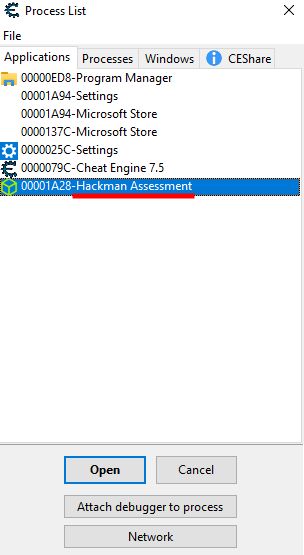 Process List
File
Applications Processes Windows CEShare
00000ED8-Program Manager
00001A94-Settings
00001A94-Microsoft Store
0000137C-Microsoft Store
0000025C-Settings
0000079C-Cheat Engine 7.5
00001A28-Hackman Assessment
Open Cancel
Attach debugger to process
Network